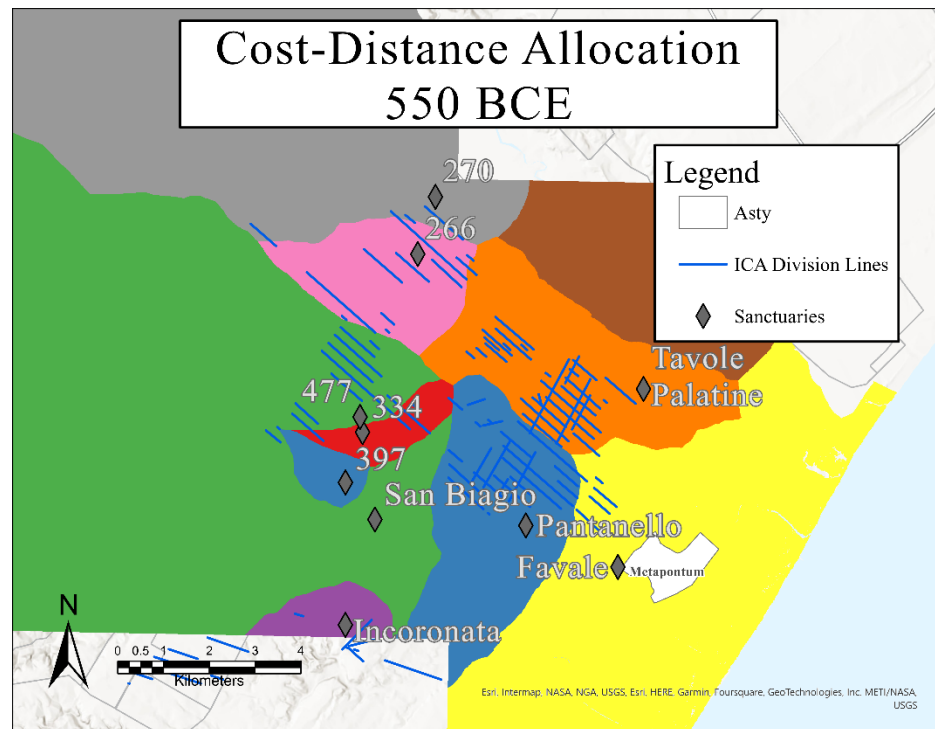 Cost-Distance Allocation
550 BCE
270
266
Legend
Asty
ICA Division Lines
Sanctuaries
Tavole
Palatine
477
334
397
San Biagio
Pantanello
Favale
Metapontum
Incoronata
N
0 0.5 1 2 3 4
Kilometers
Esri. Intermap, NASA, NGA, USGS, Esri, HERE, Garmin, Foursquare, GeoTechnologies, Inc. METI/NASA,
USGS